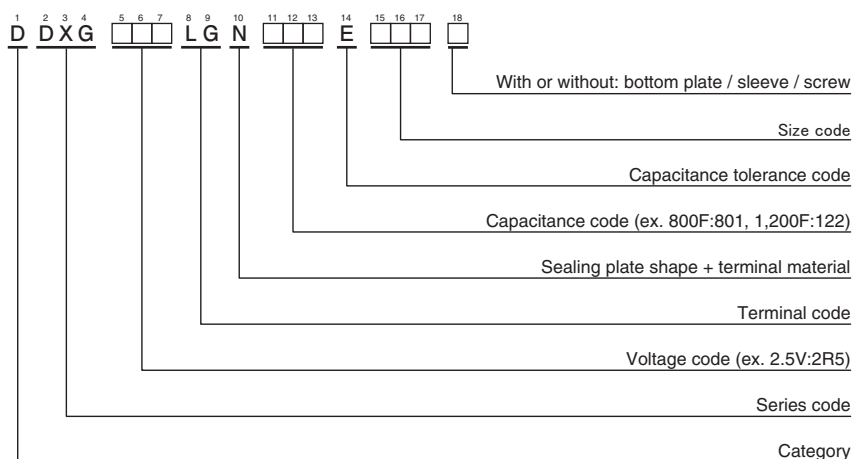 1 2 3 4 5 6 7 8 9 10 11 12 13 14 15 16 17 18
D DXG □□□ LG N □□□ E □□□ □
With or without: bottom plate / sleeve / screw
Size code
Capacitance tolerance code
Capacitance code (ex. 800F:801, 1,200F:122)
Sealing plate shape + terminal material
Terminal code
Voltage code (ex. 2.5V:2R5)
Series code
Category